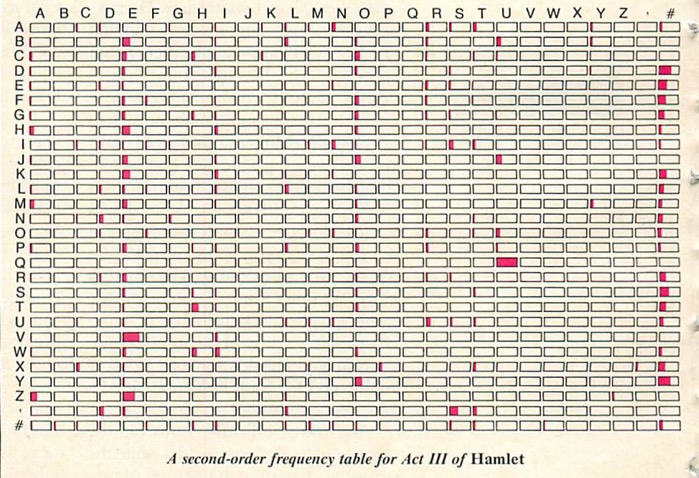 A B C D E F G H I J K L M N O P Q R S T U V W X Y Z ' #
A
B
C
D
E
F
G
H
I
J
K
L
M
N
O
P
Q
R
S
T
U
V
W
X
Y
Z
'
#
A second-order frequency table for Act III of Hamlet